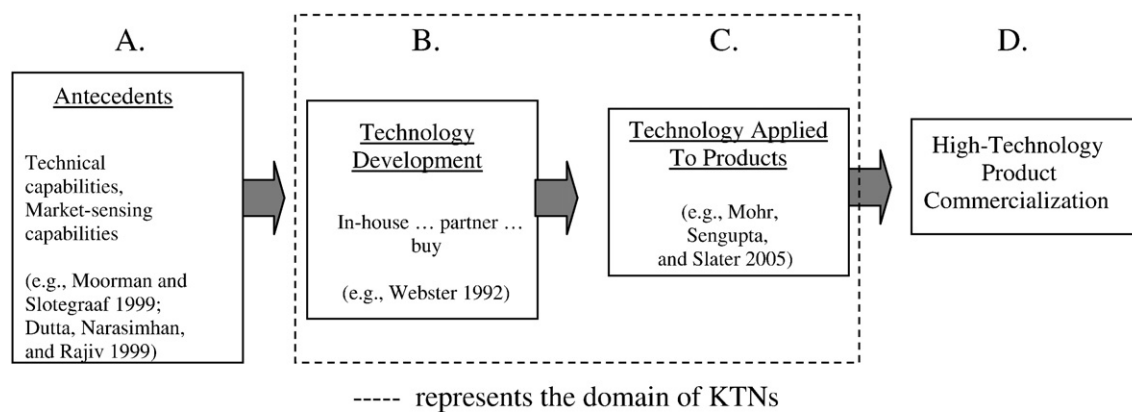 A.
Antecedents
Technical
capabilities,
Market-sensing
capabilities
(e.g., Moorman and
Slotegraaf 1999;
Dutta, Narasimhan,
and Rajiv 1999)
B.
Technology
Development
In-house … partner …
buy
(e.g., Webster 1992)
C.
Technology Applied
To Products
(e.g., Mohr,
Sengupta,
and Slater 2005)
D.
High-Technology
Product
Commercialization
----- represents the domain of KTNs